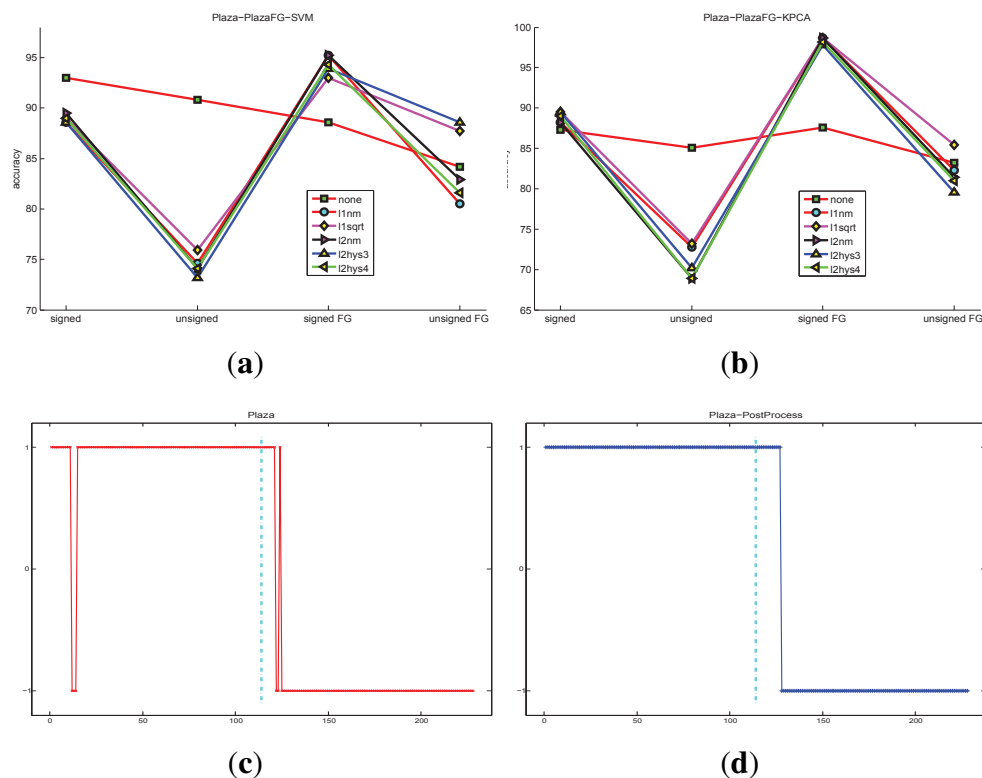 Plaza−PlazaFG−SVM
accuracy
95
90
85
80
75
70
signed
unsigned
signed FG
unsigned FG
none
l1nm
l1sqrt
l2nm
l2hys3
l2hys4
(a)
Plaza−PlazaFG−KPCA
100
95
90
85
80
75
70
65
signed
unsigned
signed FG
unsigned FG
none
l1nm
l1sqrt
l2nm
l2hys3
l2hys4
(b)
Plaza
1
0
−1
0
50
100
150
200
(c)
Plaza−PostProcess
1
0
−1
0
50
100
150
200
(d)